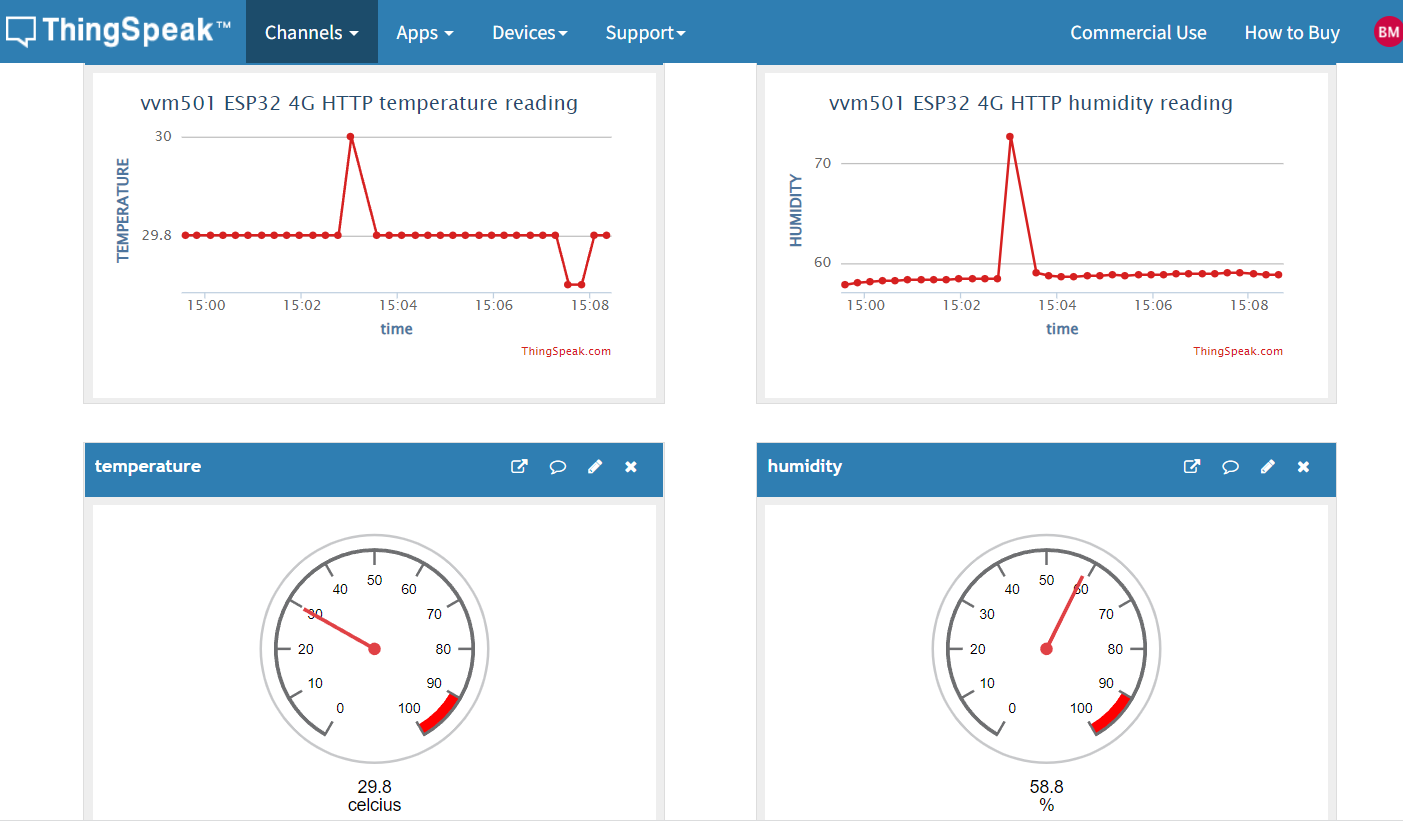 ThingSpeak™ Channels Apps Devices Support Commercial Use How to Buy BM
vvm501 ESP32 4G HTTP temperature reading
30
29.8
TEMPERATURE
15:00 15:02 15:04 15:06 15:08
time
ThingSpeak.com
vvm501 ESP32 4G HTTP humidity reading
70
60
HUMIDITY
15:00 15:02 15:04 15:06 15:08
time
ThingSpeak.com
temperature
0 10 20 30 40 50 60 70 80 90 100
29.8
celcius
humidity
0 10 20 30 40 50 60 70 80 90 100
58.8
%